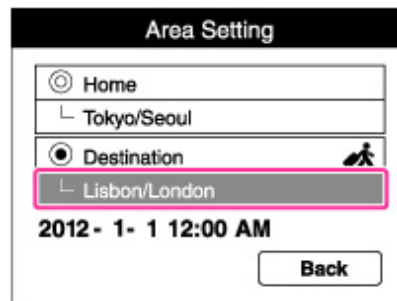 Area Setting
Home
Tokyo/Seoul
Destination
Lisbon/London
2012 - 1- 1 12:00 AM
Back